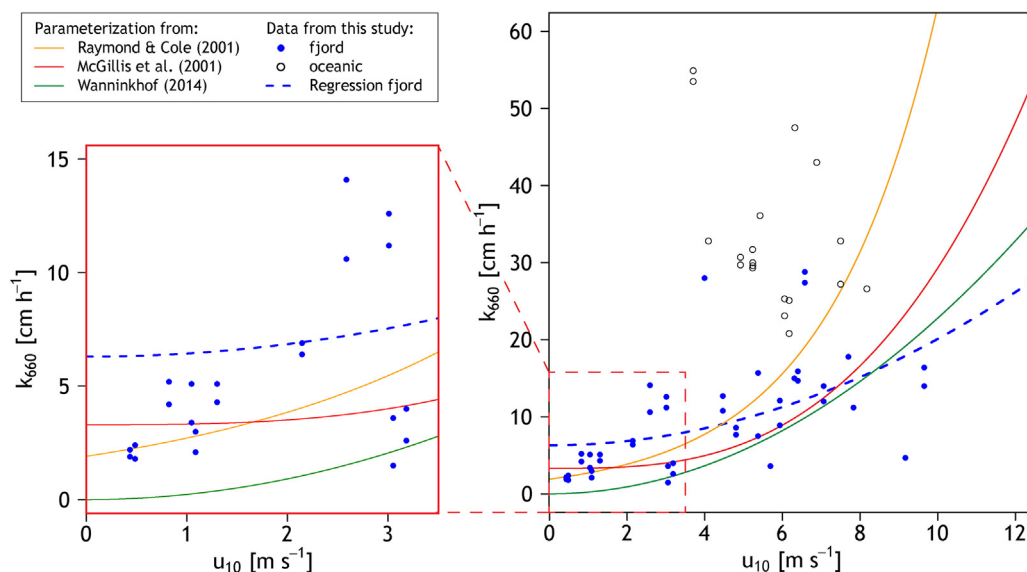 Parameterization from:
Raymond & Cole (2001)
McGillis et al. (2001)
Wanninkhof (2014)
Data from this study:
fjord
oceanic
Regression fjord
15
10
5
0
k₆₆₀ [cm h⁻¹]
0 1 2 3
u₁₀ [m s⁻¹]
60
50
40
30
20
10
0
k₆₆₀ [cm h⁻¹]
0 2 4 6 8 10 12
u₁₀ [m s⁻¹]